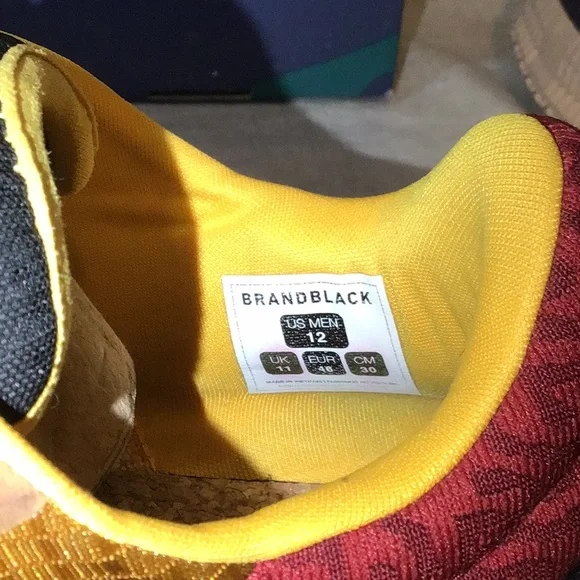 BRANDBLACK
US MEN
12
UK EUR CM
11 46 30